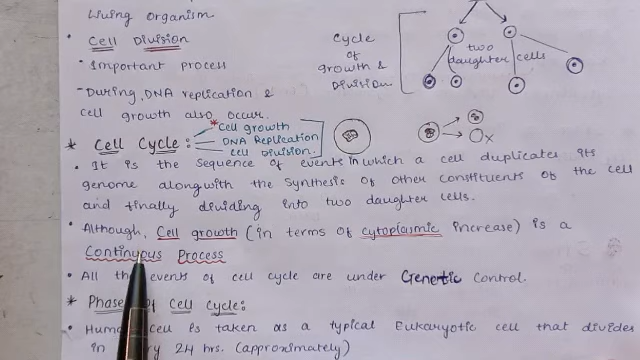 Living Organism
• Cell Division
- Important process
- During, DNA replication &
cell growth also occur.
Cycle
of
growth &
Division
two
daughter cells
* Cell Cycle:
* Cell growth
DNA Replication
Cell Division.
x
• It is the sequence of events in which a cell duplicates its
genome alongwith the synthesis of other constituents of the cell
and finally dividing into two daughter cells.
• Although, Cell growth (in terms of cytoplasmic increase) is a
Continuous Process
• All the events of cell cycle are under Genetic Control.
* Phases of Cell Cycle:
• Human cell is taken as a typical Eukaryotic cell that divides
in 24 hrs. (approximately)